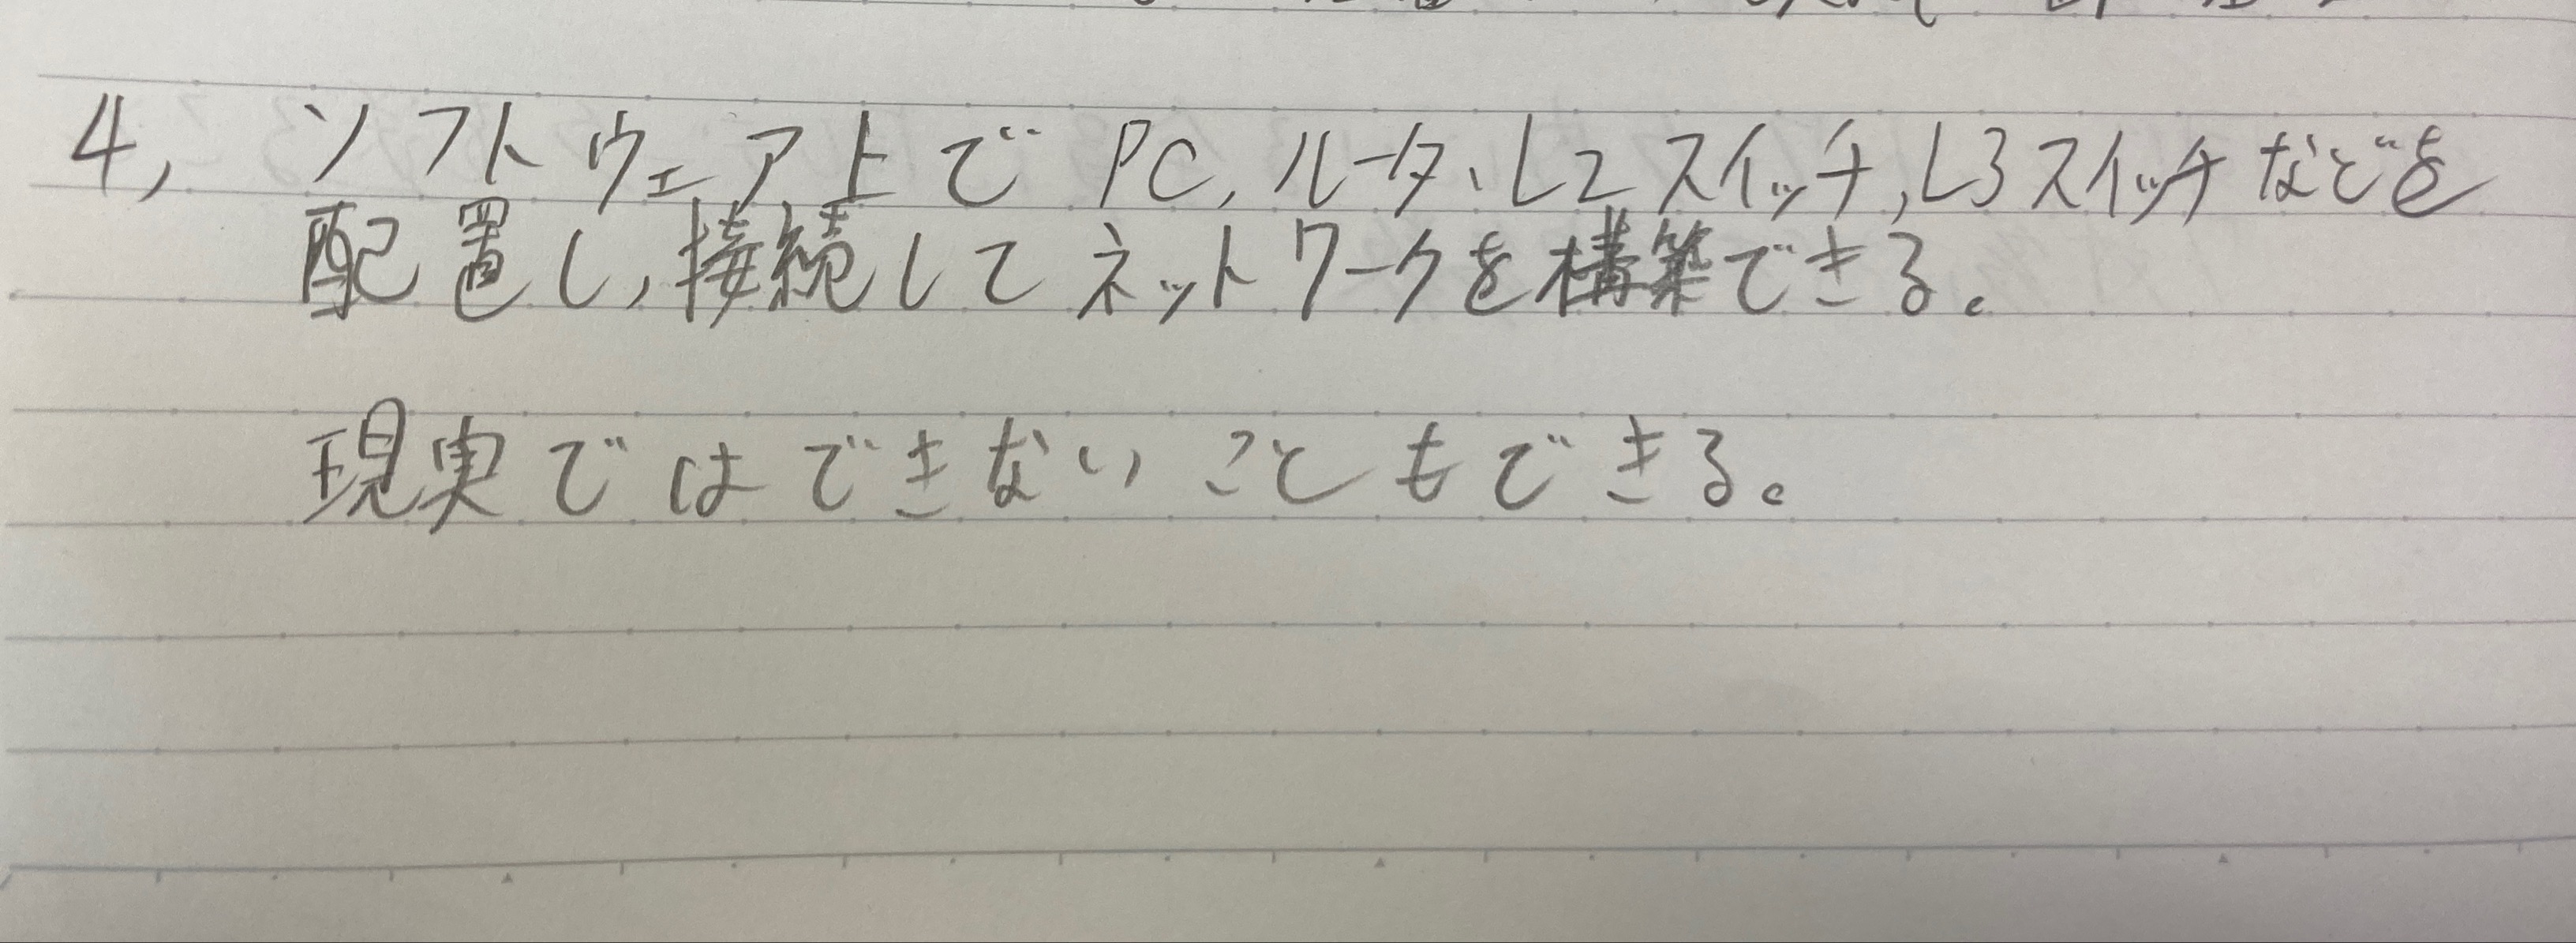 4, ソフトウェア上でPC,ルータ、L2スイッチ,L3スイッチなどを
配置し,接続してネットワークを構築できる。
現実ではできないこともできる。